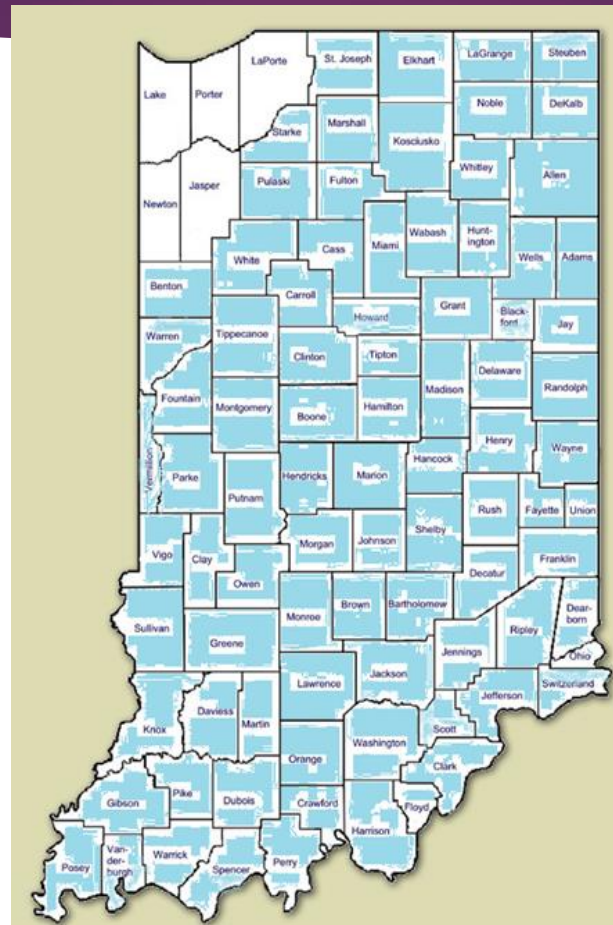 St. Joseph
Elkhart
LaGrange
Steuben
LaPorte
Lake
Porter
Noble
DeKalb
Starke
Marshall
Kosciusko
Whitley
Allen
Newton
Jasper
Pulaski
Fulton
White
Cass
Miami
Wabash
Hunt-
ington
Wells
Adams
Benton
Carroll
Grant
Black-
ford
Jay
Howard
Warren
Tippecanoe
Clinton
Tipton
Delaware
Randolph
Fountain
Montgomery
Boone
Hamilton
Madison
Henry
Wayne
Vermillion
Parke
Putnam
Hendricks
Marion
Hancock
Rush
Fayette
Union
Shelby
Vigo
Clay
Morgan
Johnson
Owen
Decatur
Franklin
Sullivan
Greene
Monroe
Brown
Bartholomew
Jennings
Ripley
Dear-
born
Ohio
Lawrence
Jackson
Jefferson
Switzerland
Knox
Daviess
Martin
Scott
Orange
Washington
Clark
Gibson
Pike
Dubois
Crawford
Floyd
Harrison
Posey
Van-
der-
burgh
Warrick
Spencer
Perry